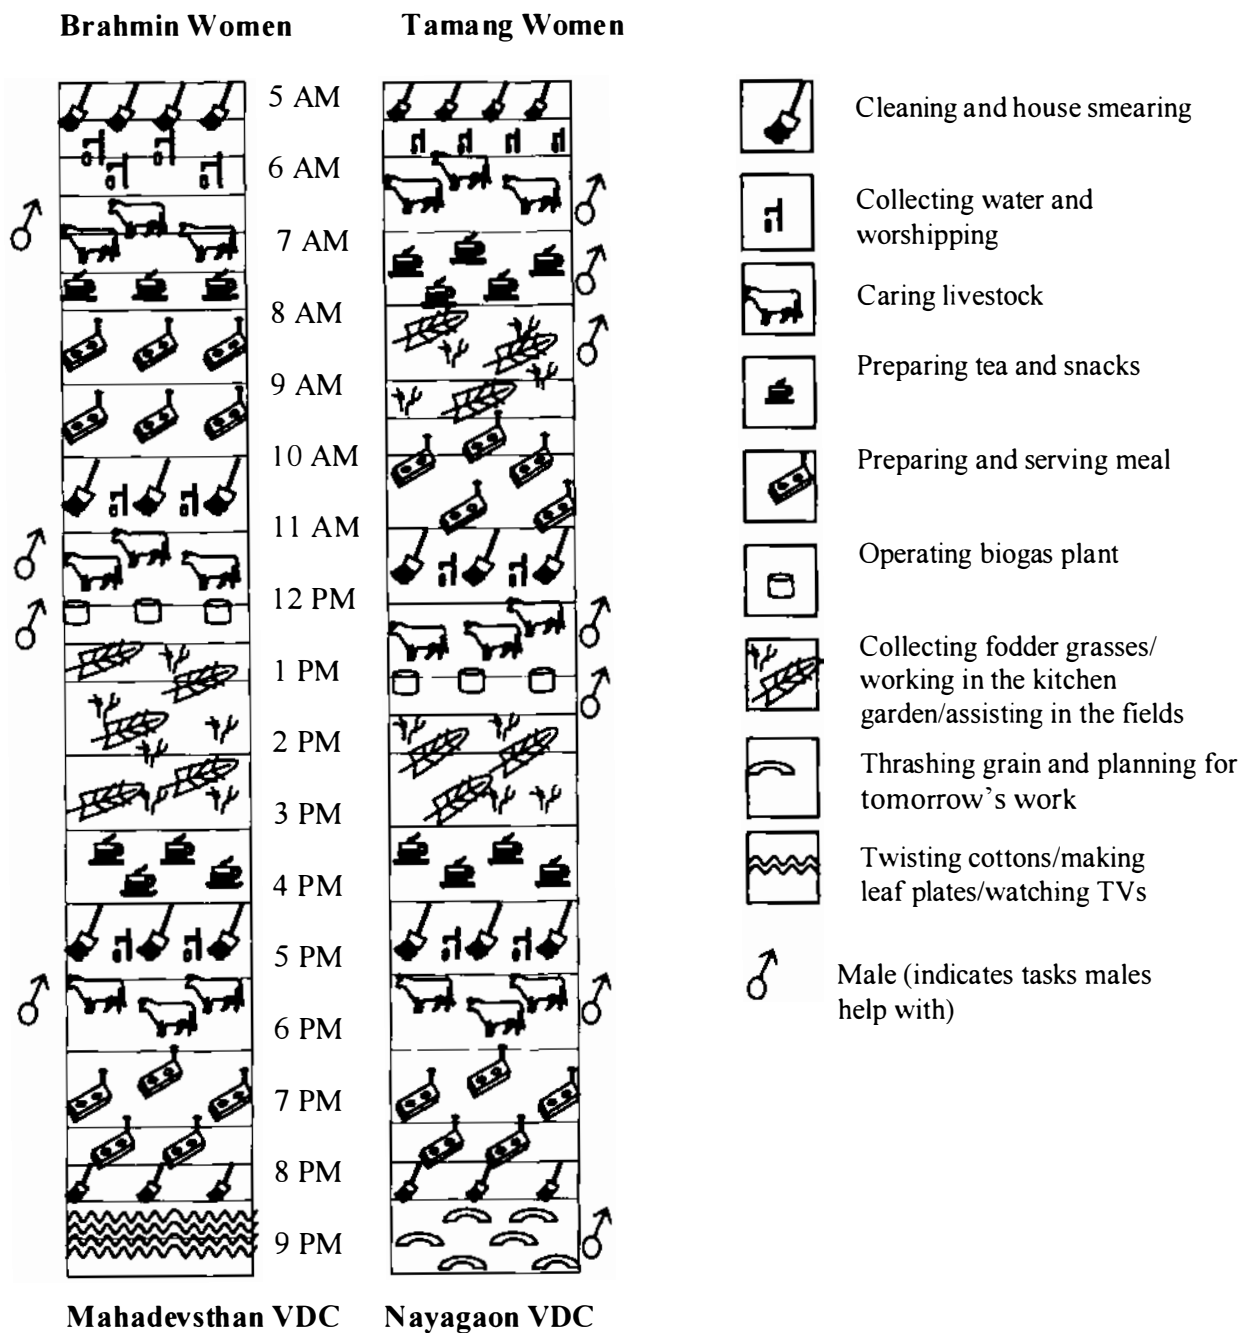 Brahmin Women
Tamang Women
5 AM
6 AM
7 AM
8 AM
9 AM
10 AM
11 AM
12 PM
1 PM
2 PM
3 PM
4 PM
5 PM
6 PM
7 PM
8 PM
9 PM
Mahadevsthan VDC
Nayagaon VDC
Cleaning and house smearing
Collecting water and
worshipping
Caring livestock
Preparing tea and snacks
Preparing and serving meal
Operating biogas plant
Collecting fodder grasses/
working in the kitchen
garden/assisting in the fields
Thrashing grain and planning for
tomorrow's work
Twisting cottons/making
leaf plates/watching TVs
Male (indicates tasks males
help with)